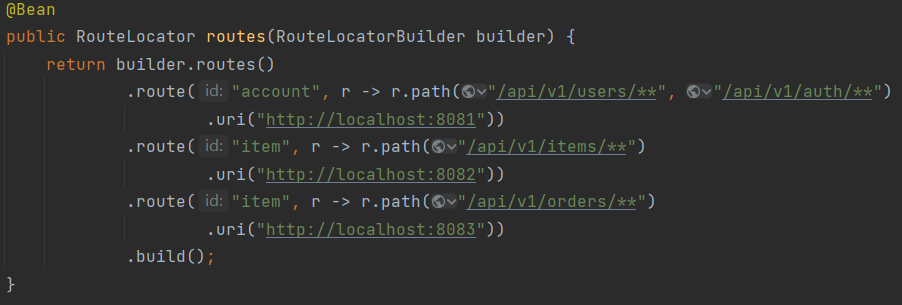 @Bean
public RouteLocator routes(RouteLocatorBuilder builder) {
    return builder.routes()
            .route( id: "account", r -> r.path("/api/v1/users/**", "/api/v1/auth/**")
                    .uri("http://localhost:8081"))
            .route( id: "item", r -> r.path("/api/v1/items/**")
                    .uri("http://localhost:8082"))
            .route( id: "item", r -> r.path("/api/v1/orders/**")
                    .uri("http://localhost:8083"))
            .build();
}